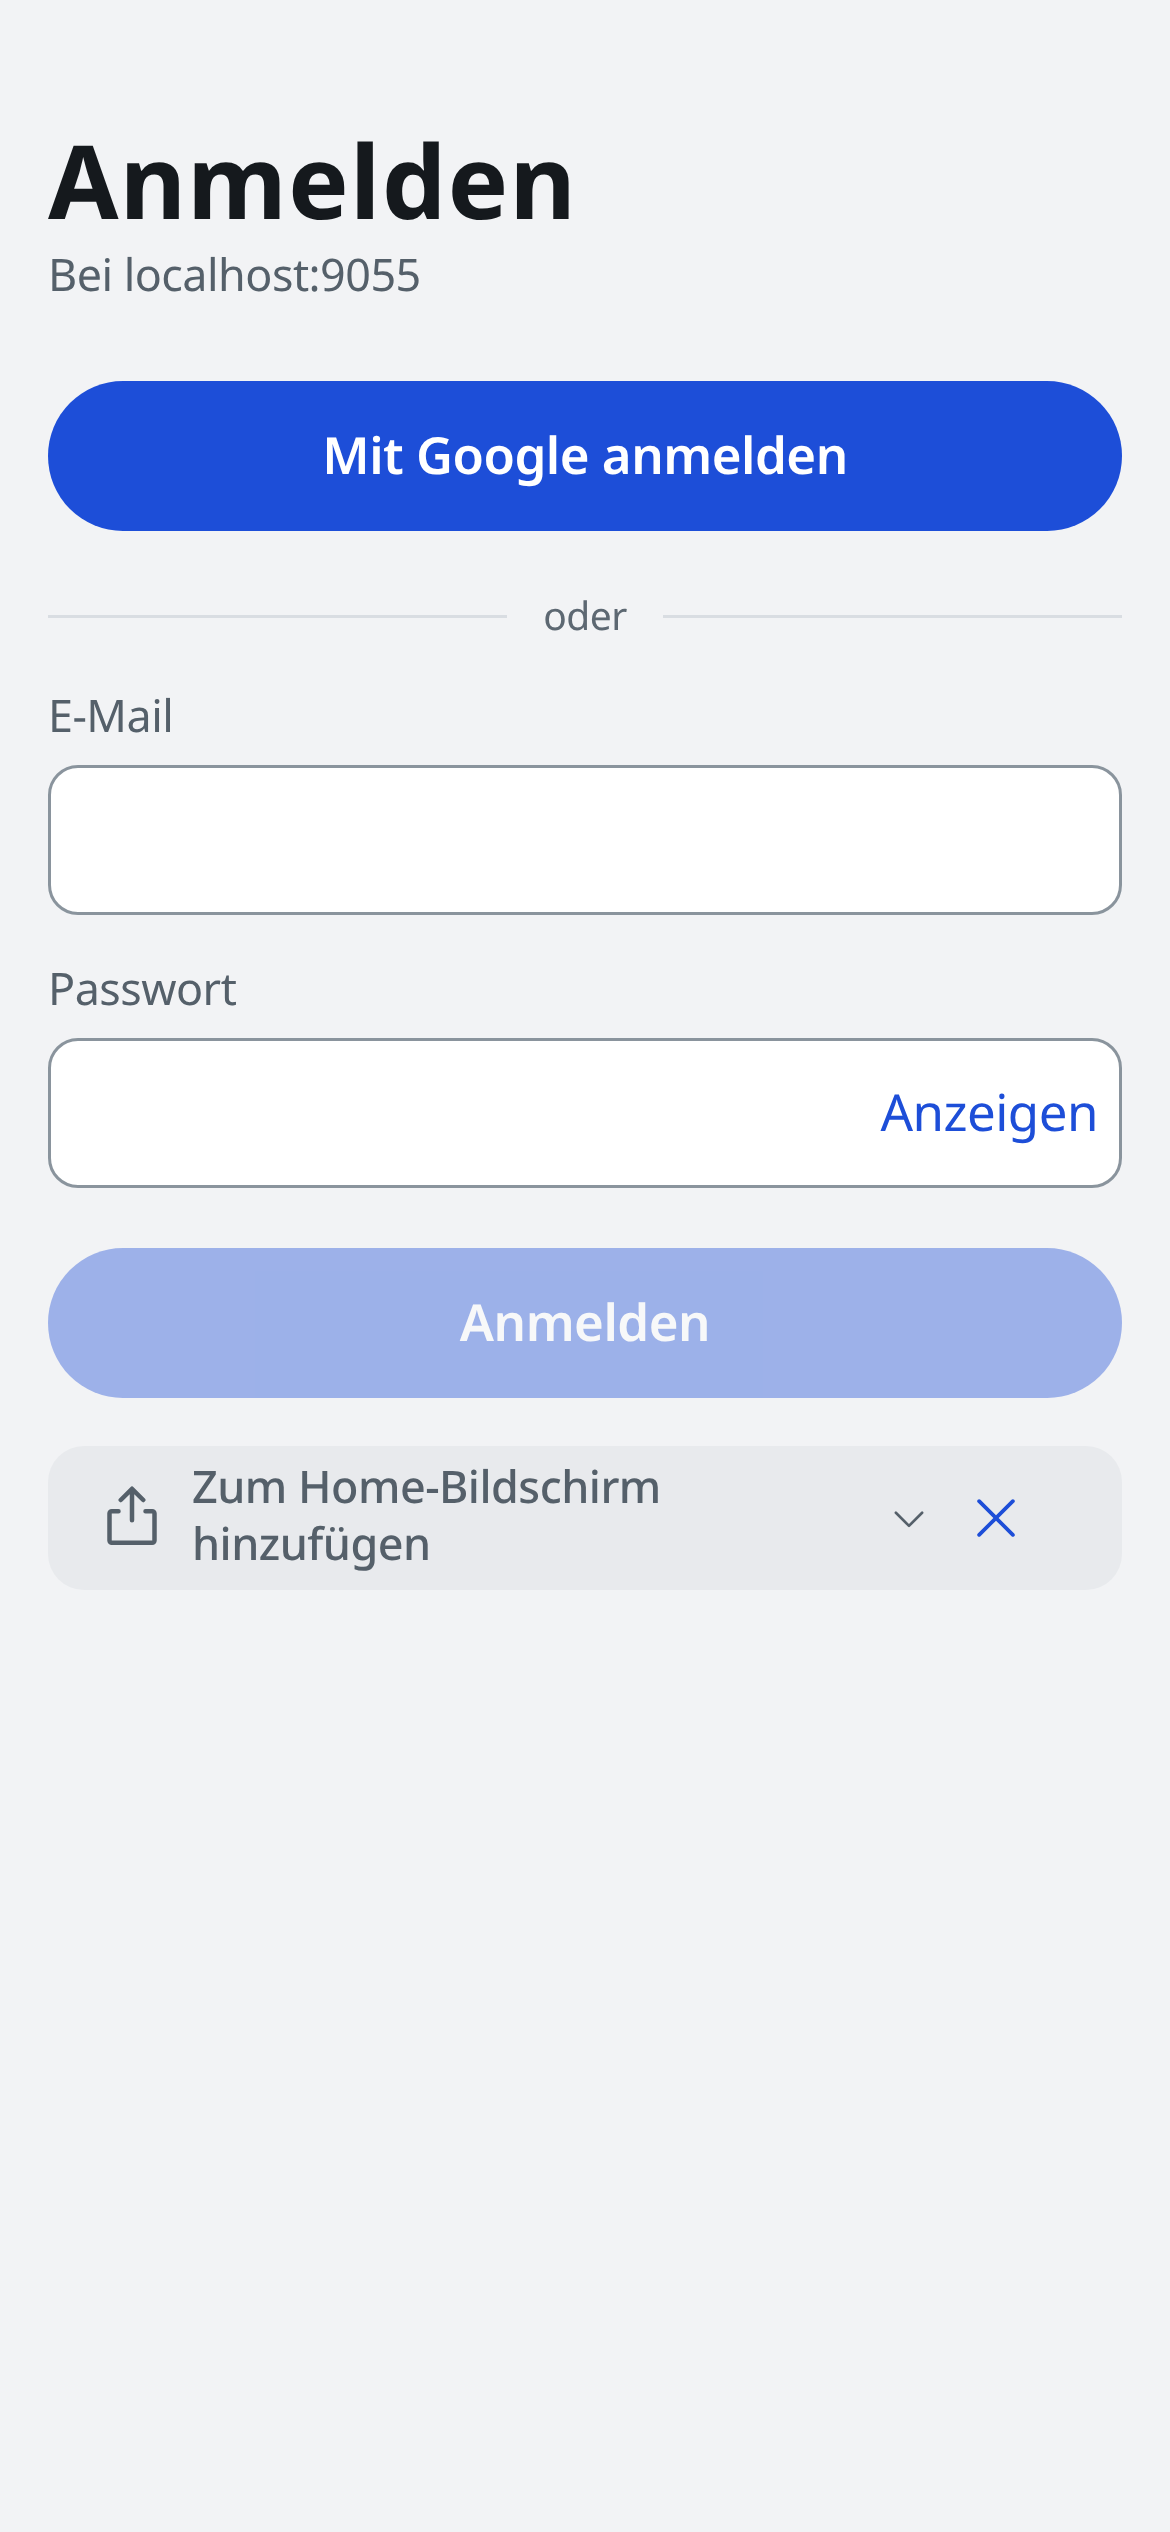 Anmelden
Bei localhost:9055
Mit Google anmelden
oder
E-Mail
Passwort
Anzeigen
Anmelden
Zum Home-Bildschirm
hinzufügen